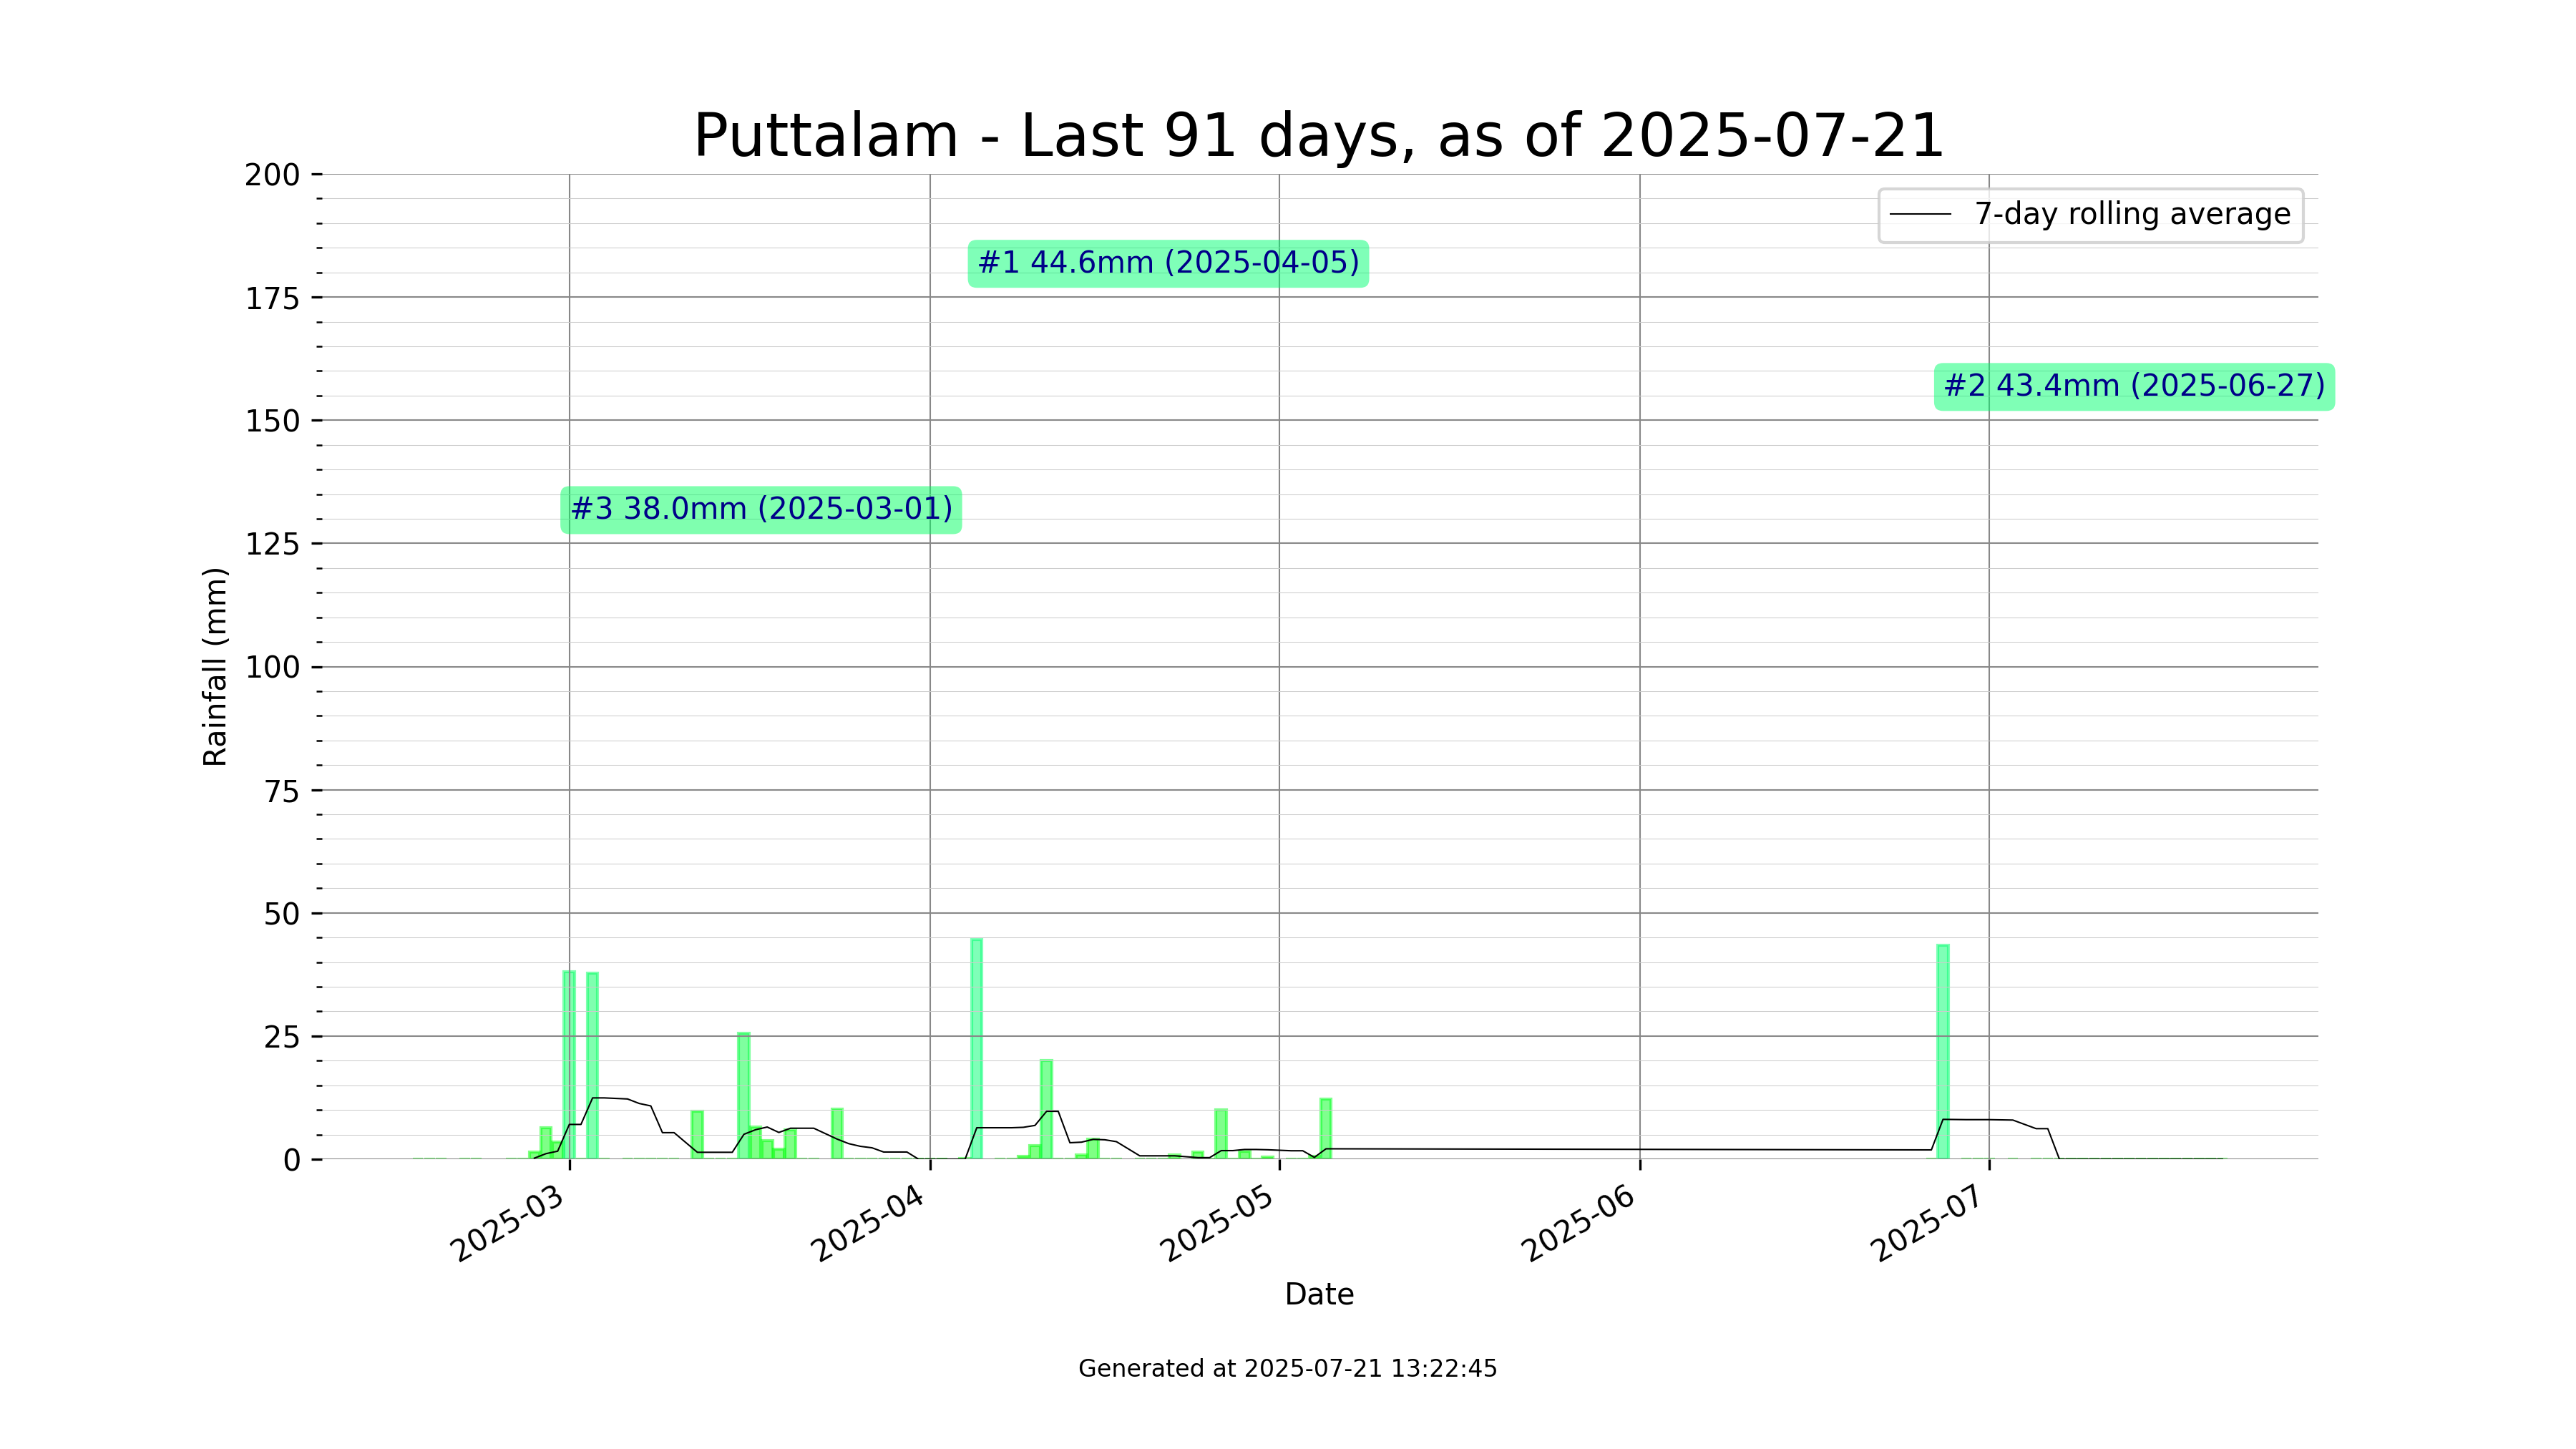 Puttalam - Last 91 days, as of 2025-07-21
200
7-day rolling average
#1 44.6mm (2025-04-05)
175
#2 43.4mm (2025-06-27)
150
#3 38.0mm (2025-03-01)
125
Rainfall (mm)
100
75
50
25
0
2025-03
2025-04
2025-05
2025-06
2025-07
Date
Generated at 2025-07-21 13:22:45